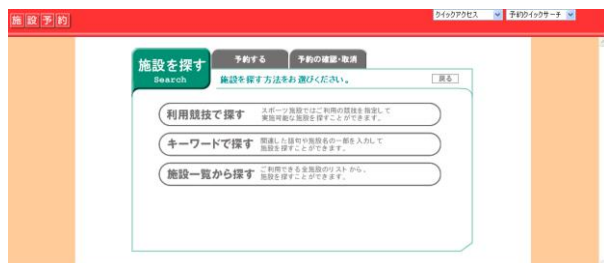 施設予約
クイックアクセス
予約クイックサーチ
施設を探す
Search
予約する
予約の確認・取消
施設を探す方法をお選びください。
戻る
利用競技で探す
スポーツ施設ではご利用の競技を指定して
実施可能な施設を探すことができます。
キーワードで探す
関連した語句や施設名の一部を入力して
施設を探すことができます。
施設一覧から探す
ご利用できる全施設のリストから、
施設を探すことができます。